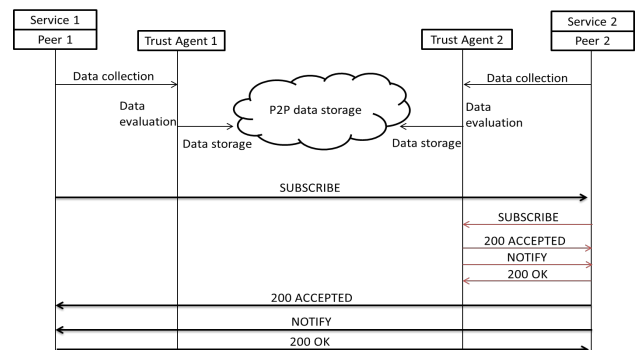 Service 1
Service 2
Peer 1
Trust Agent 1
Trust Agent 2
Peer 2
Data collection
Data collection
Data
evaluation
P2P data storage
Data
evaluation
Data storage
Data storage
SUBSCRIBE
SUBSCRIBE
200 ACCEPTED
NOTIFY
200 OK
200 ACCEPTED
NOTIFY
200 OK